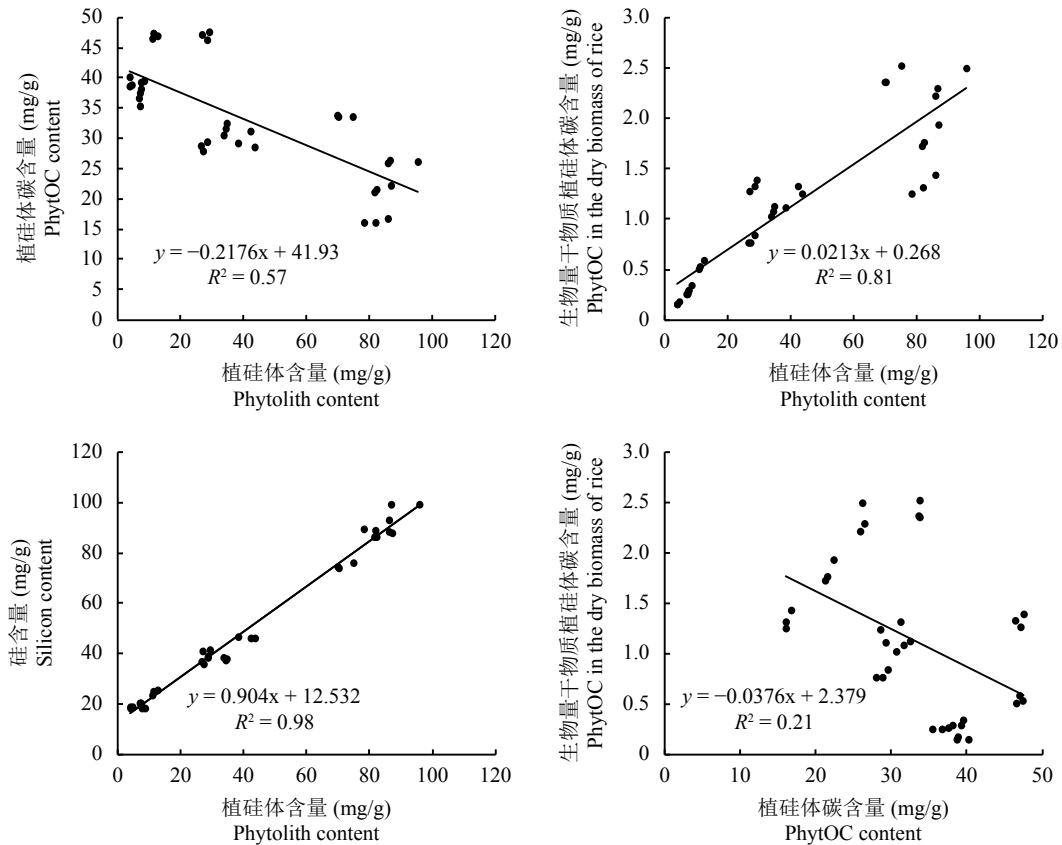 植硅体碳含量 (mg/g)
PhytOC content
50
45
40
35
30
25
20
15
10
5
0
y = −0.2176x + 41.93
R² = 0.57
0 20 40 60 80 100 120
植硅体含量 (mg/g)
Phytolith content
生物量干物质植硅体碳含量 (mg/g)
PhytOC in the dry biomass of rice
3.0
2.5
2.0
1.5
1.0
0.5
0
y = 0.0213x + 0.268
R² = 0.81
0 20 40 60 80 100 120
植硅体含量 (mg/g)
Phytolith content
硅含量 (mg/g)
Silicon content
120
100
80
60
40
20
0
y = 0.904x + 12.532
R² = 0.98
0 20 40 60 80 100 120
植硅体含量 (mg/g)
Phytolith content
生物量干物质植硅体碳含量 (mg/g)
PhytOC in the dry biomass of rice
3.0
2.5
2.0
1.5
1.0
0.5
0
y = −0.0376x + 2.379
R² = 0.21
0 10 20 30 40 50
植硅体碳含量 (mg/g)
PhytOC content